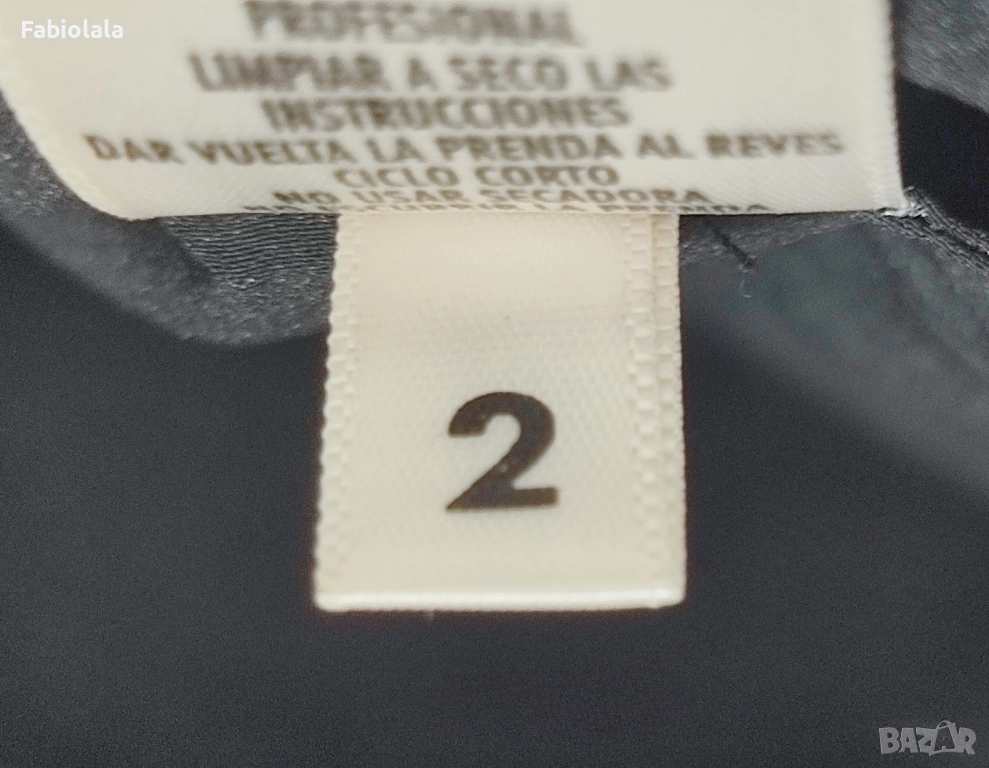 Fabiolala
PROFESIONAL
LIMPIAR A SECO LAS
INSTRUCCIONES
DAR VUELTA LA PRENDA AL REVES
CICLO CORTO
NO USAR SECADORA
2
BAZAR